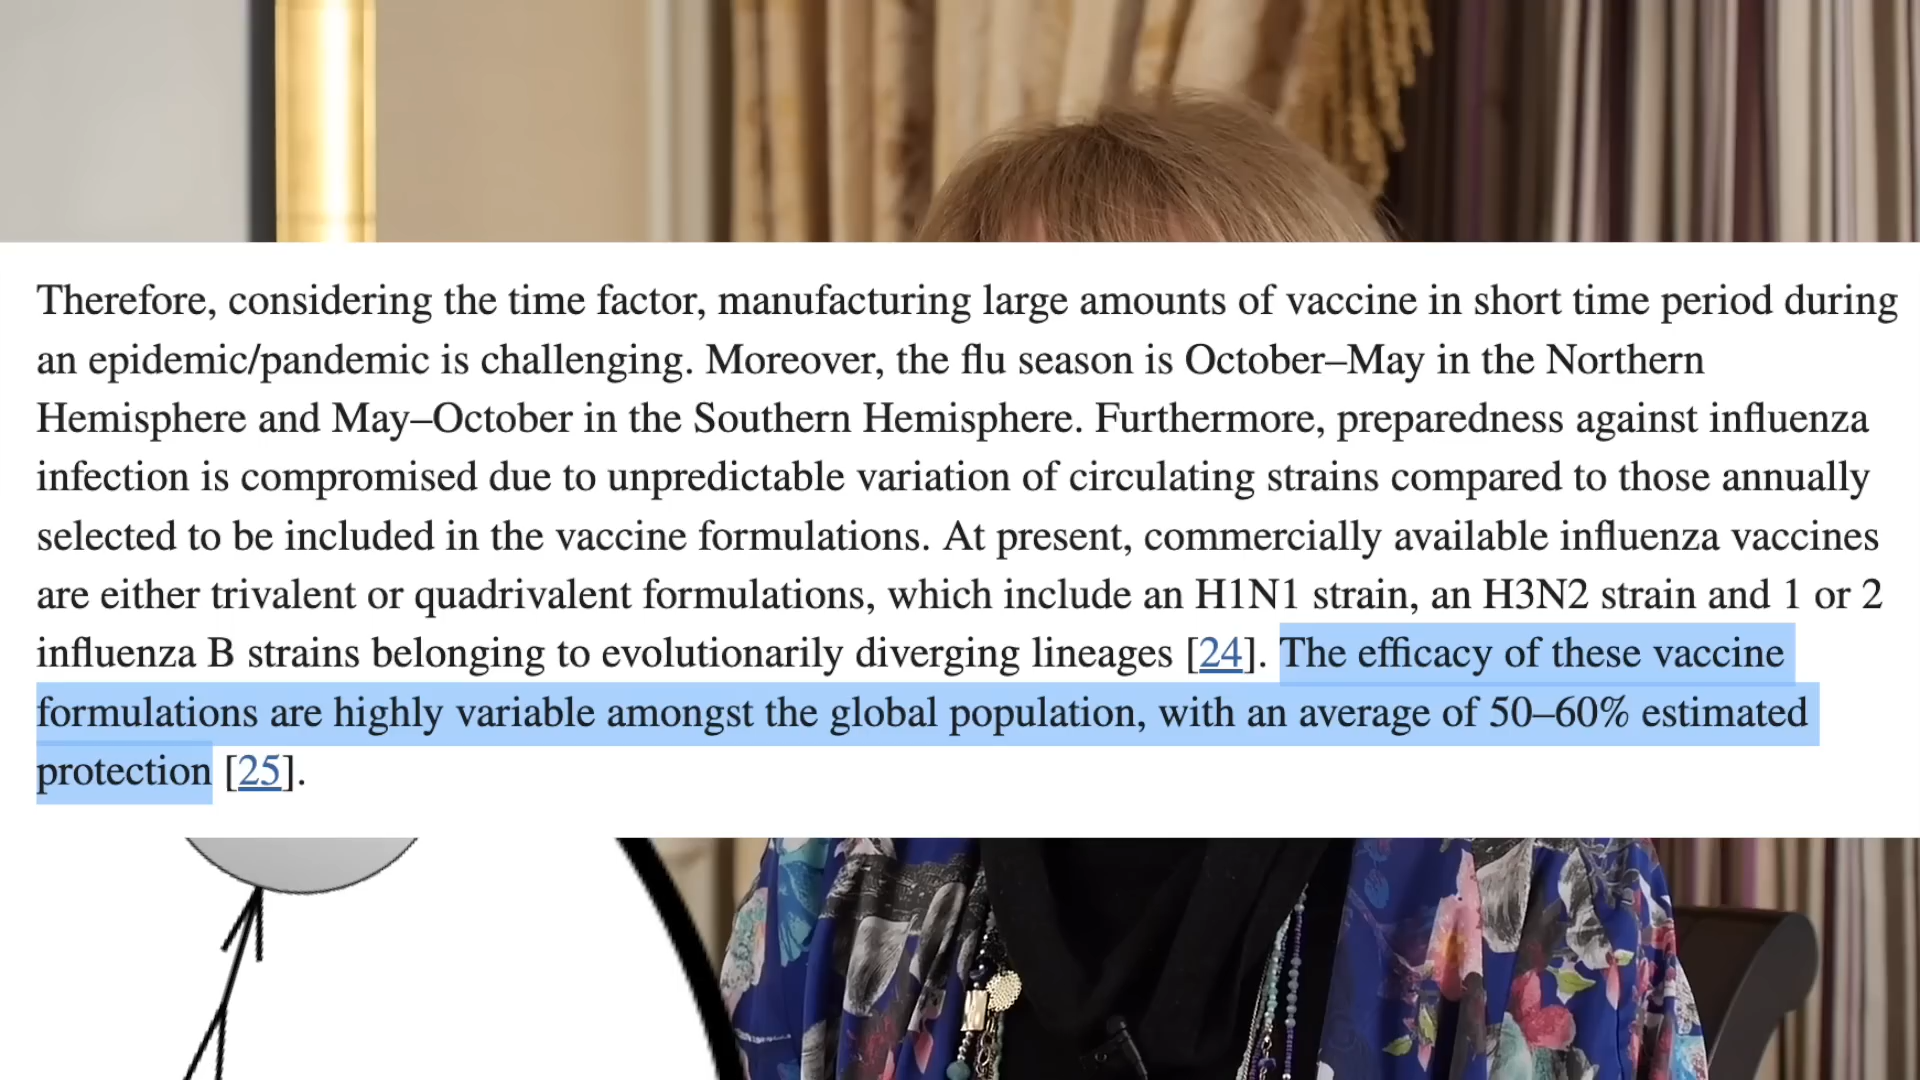 Therefore, considering the time factor, manufacturing large amounts of vaccine in short time period during
an epidemic/pandemic is challenging. Moreover, the flu season is October–May in the Northern
Hemisphere and May–October in the Southern Hemisphere. Furthermore, preparedness against influenza
infection is compromised due to unpredictable variation of circulating strains compared to those annually
selected to be included in the vaccine formulations. At present, commercially available influenza vaccines
are either trivalent or quadrivalent formulations, which include an H1N1 strain, an H3N2 strain and 1 or 2
influenza B strains belonging to evolutionarily diverging lineages [24]. The efficacy of these vaccine
formulations are highly variable amongst the global population, with an average of 50–60% estimated
protection [25].